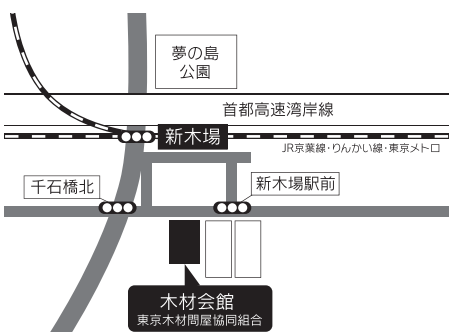 夢の島
公園
首都高速湾岸線
新木場
JR京葉線・りんかい線・東京メトロ
千石橋北
新木場駅前
木材会館
東京木材問屋協同組合